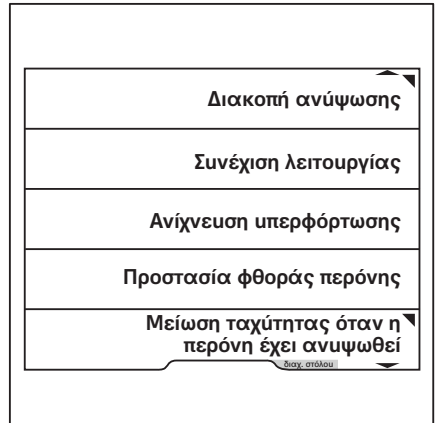 Διακοπή ανύψωσης
Συνέχιση λειτουργίας
Ανίχνευση υπερφόρτωσης
Προστασία φθοράς περόνης
Μείωση ταχύτητας όταν η
περόνη έχει ανυψωθεί
διαχ. στόλου